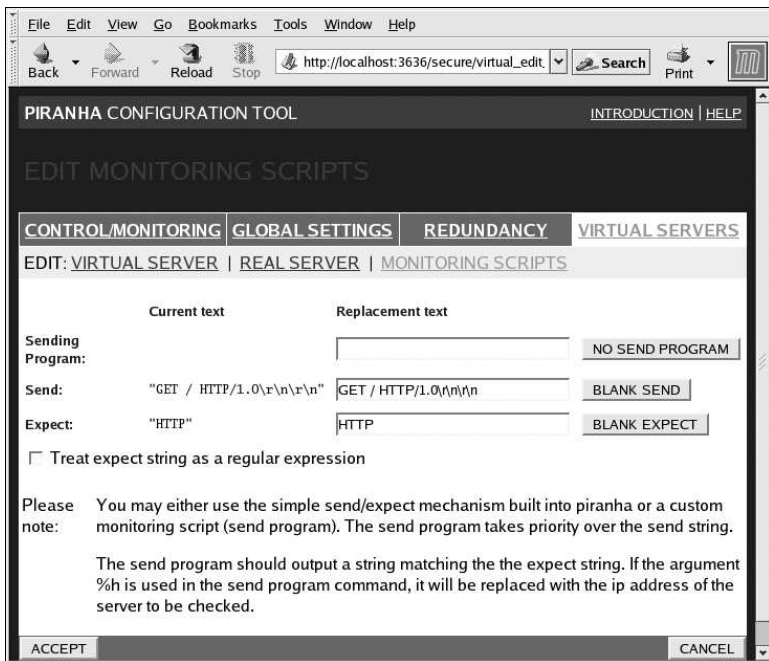 File Edit View Go Bookmarks Tools Window Help
Back Forward Reload Stop http://localhost:3636/secure/virtual_edit_ Search Print
PIRANHA CONFIGURATION TOOL INTRODUCTION | HELP
EDIT MONITORING SCRIPTS
CONTROL/MONITORING GLOBAL SETTINGS REDUNDANCY VIRTUAL SERVERS
EDIT: VIRTUAL SERVER | REAL SERVER | MONITORING SCRIPTS
Current text Replacement text
Sending
Program: NO SEND PROGRAM
Send: "GET / HTTP/1.0\r\n\r\n" GET / HTTP/1.0\r\n\r\n BLANK SEND
Expect: "HTTP" HTTP BLANK EXPECT
Treat expect string as a regular expression
Please note: You may either use the simple send/expect mechanism built into piranha or a custom
monitoring script (send program). The send program takes priority over the send string.
The send program should output a string matching the the expect string. If the argument
%h is used in the send program command, it will be replaced with the ip address of the
server to be checked.
ACCEPT CANCEL